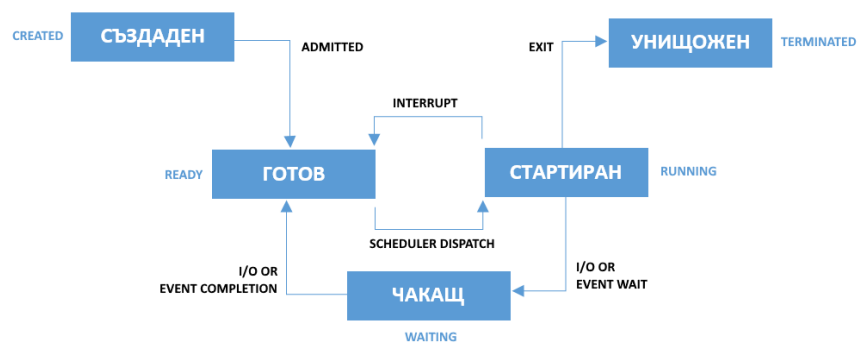 CREATED
СЪЗДАДЕН
ADMITTED
EXIT
УНИЩОЖЕН
TERMINATED
INTERRUPT
READY
ГОТОВ
СТАРТИРАН
RUNNING
SCHEDULER DISPATCH
I/O OR
EVENT COMPLETION
ЧАКАЩ
I/O OR
EVENT WAIT
WAITING